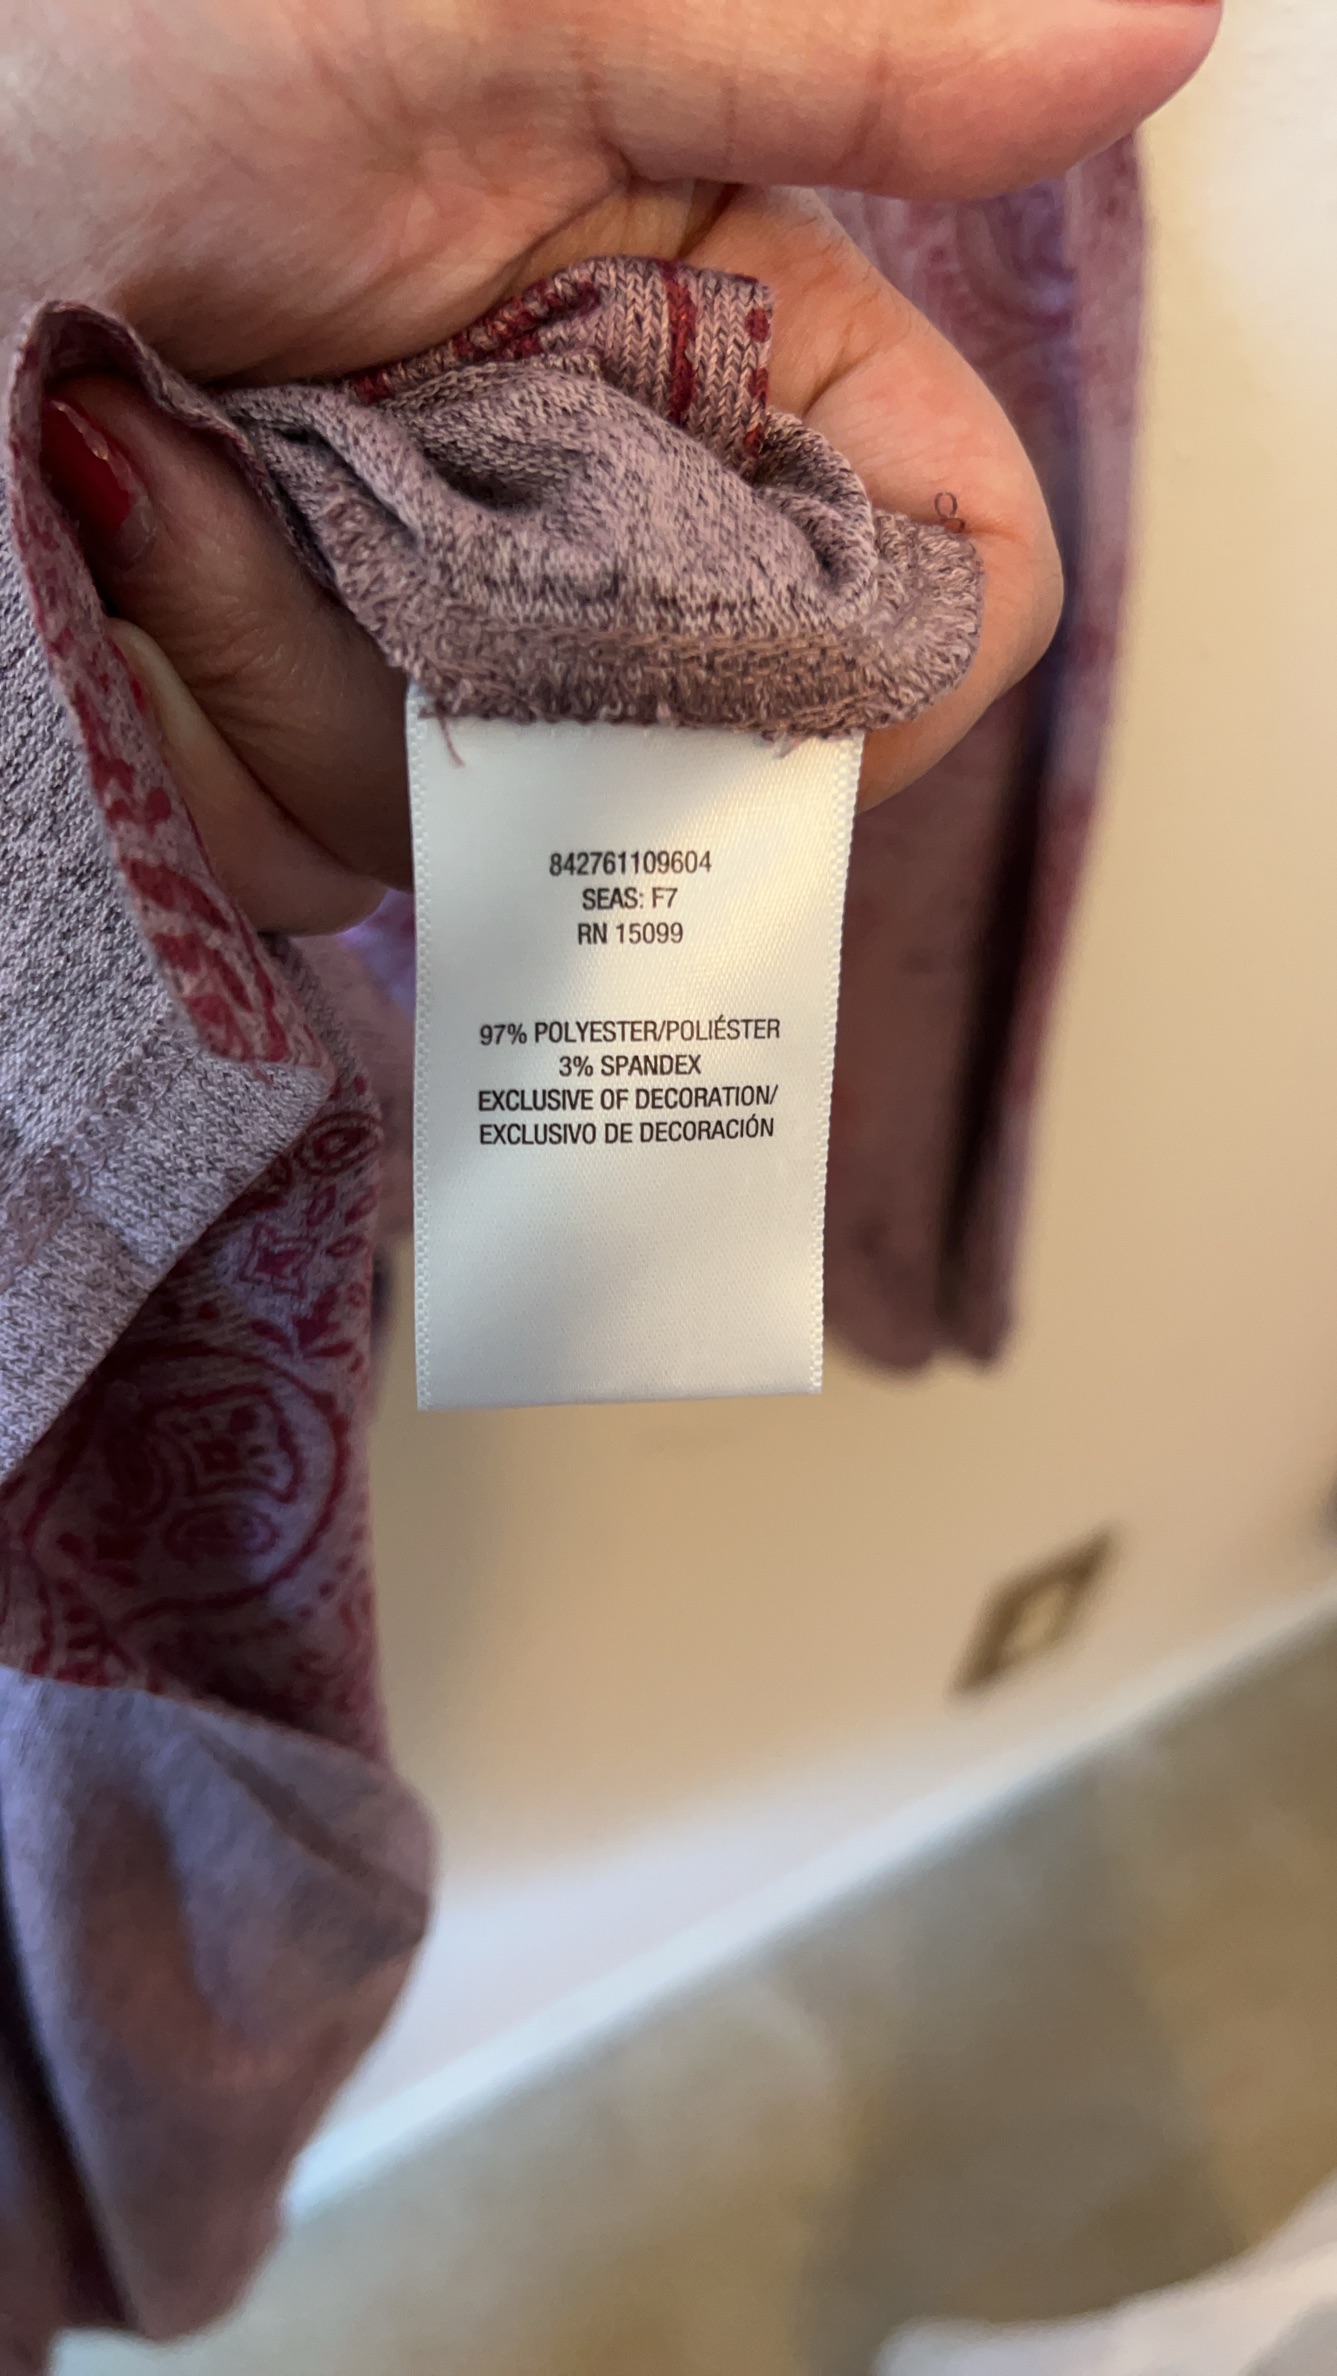 842761109604
SEAS: F7
RN 15099
97% POLYESTER/POLIÉSTER
3% SPANDEX
EXCLUSIVE OF DECORATION/
EXCLUSIVO DE DECORACIÓN